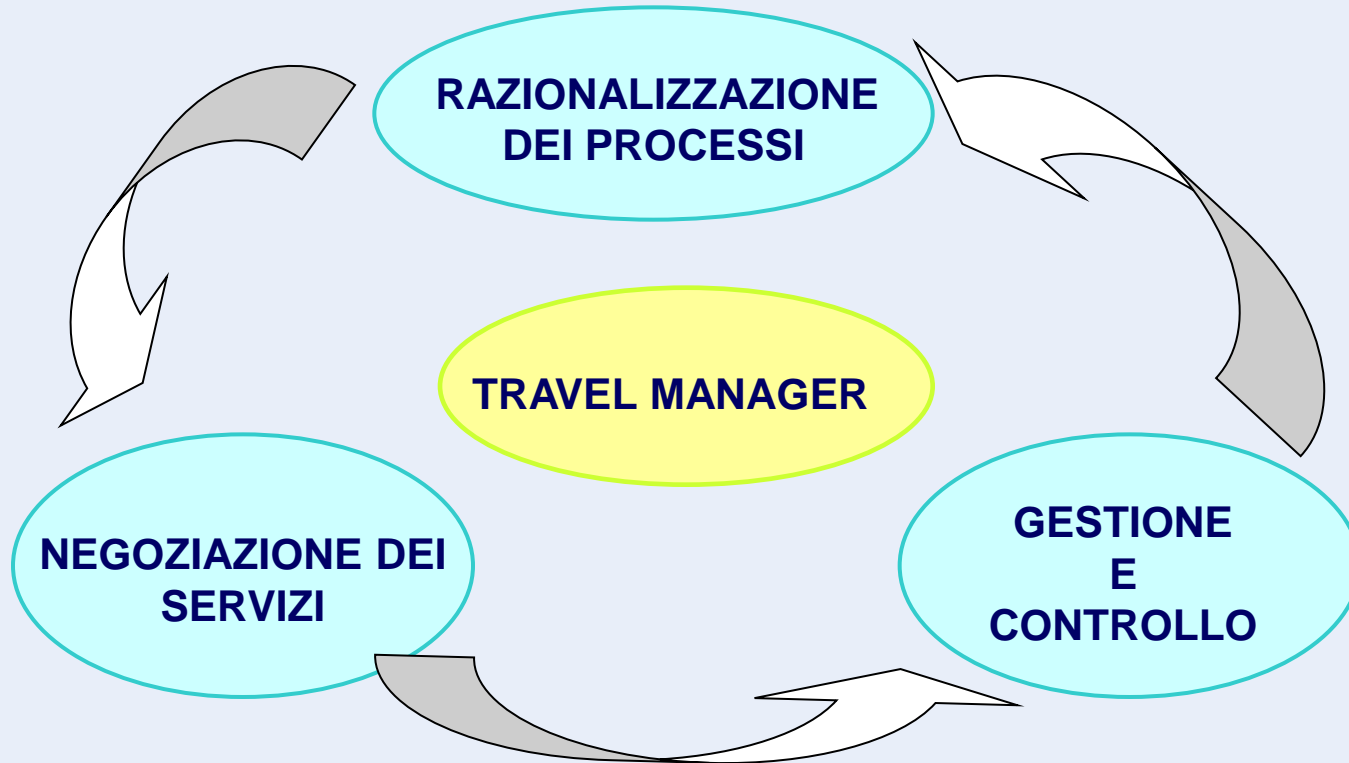 RAZIONALIZZAZIONE
DEI PROCESSI
TRAVEL MANAGER
NEGOZIAZIONE DEI
SERVIZI
GESTIONE
E
CONTROLLO